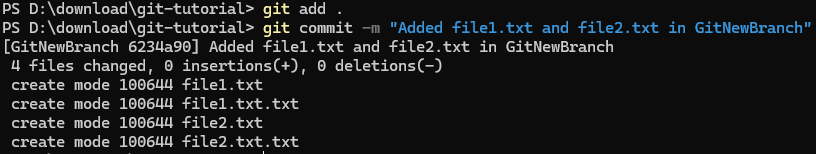 PS D:\download\git-tutorial> git add .
PS D:\download\git-tutorial> git commit -m "Added file1.txt and file2.txt in GitNewBranch"
[GitNewBranch 6234a90] Added file1.txt and file2.txt in GitNewBranch
 4 files changed, 0 insertions(+), 0 deletions(-)
 create mode 100644 file1.txt
 create mode 100644 file1.txt.txt
 create mode 100644 file2.txt
 create mode 100644 file2.txt.txt